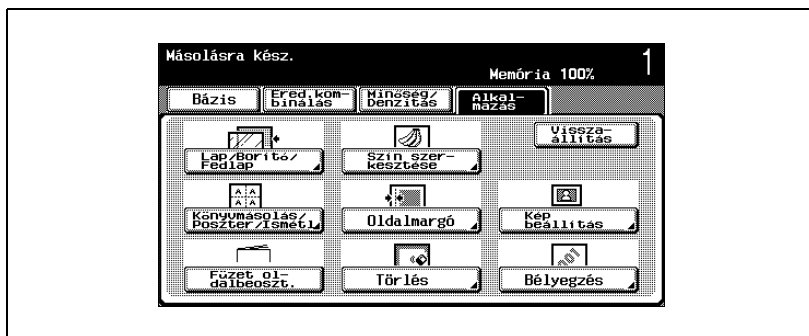 Másolásra kész.
Memória 100%
1
Bázis
Ered.kom-
binálás
Minőség/
Denzitás
Alkal-
mazás
Vissza-
állítás
Lap/Borító/
Fedlap
Szín szer-
kesztése
Könyvmásolás/
Poszter/Ismétl
Oldalmargó
Kép
beállítás
Füzet ol-
dalbeoszt.
Törlés
Bélyegzés